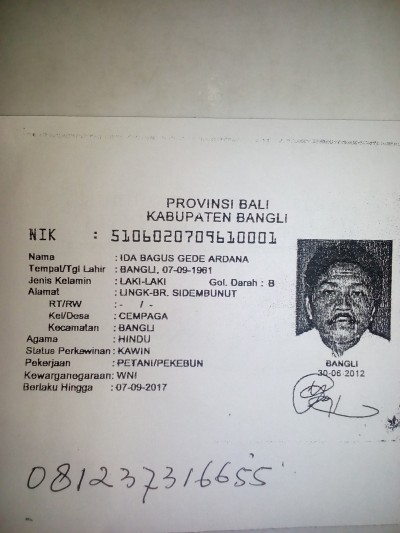 PROVINSI BALI
KABUPATEN BANGLI
NIK : 5106020709610001
Nama : IDA BAGUS GEDE ARDANA
Tempat/Tgl Lahir : BANGLI, 07-09-1961
Jenis Kelamin : LAKI-LAKI Gol. Darah : B
Alamat : LINGK-BR. SIDEMBUNUT
RT/RW : - / -
Kel/Desa : CEMPAGA
Kecamatan : BANGLI
Agama : HINDU
Status Perkawinan : KAWIN
Pekerjaan : PETANI/PEKEBUN
Kewarganegaraan : WNI
Berlaku Hingga : 07-09-2017
BANGLI
30-06-2012
081237316655